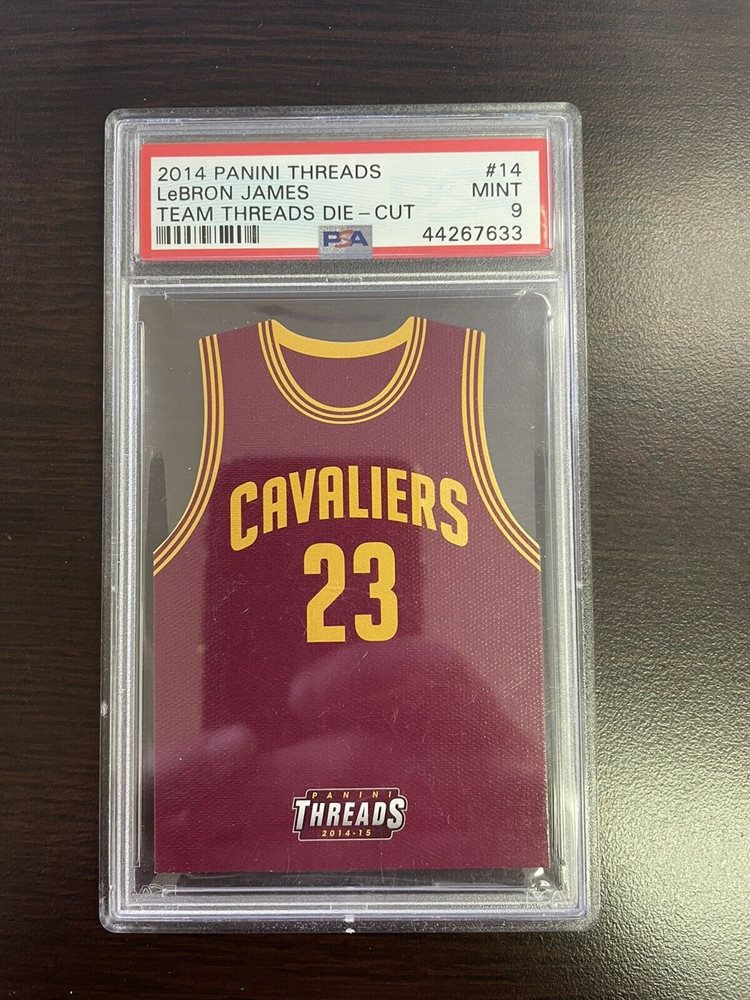 2014 PANINI THREADS #14
LeBRON JAMES MINT
TEAM THREADS DIE – CUT 9
PSA 44267633
CAVALIERS
23
PANINI
THREADS
2014-15